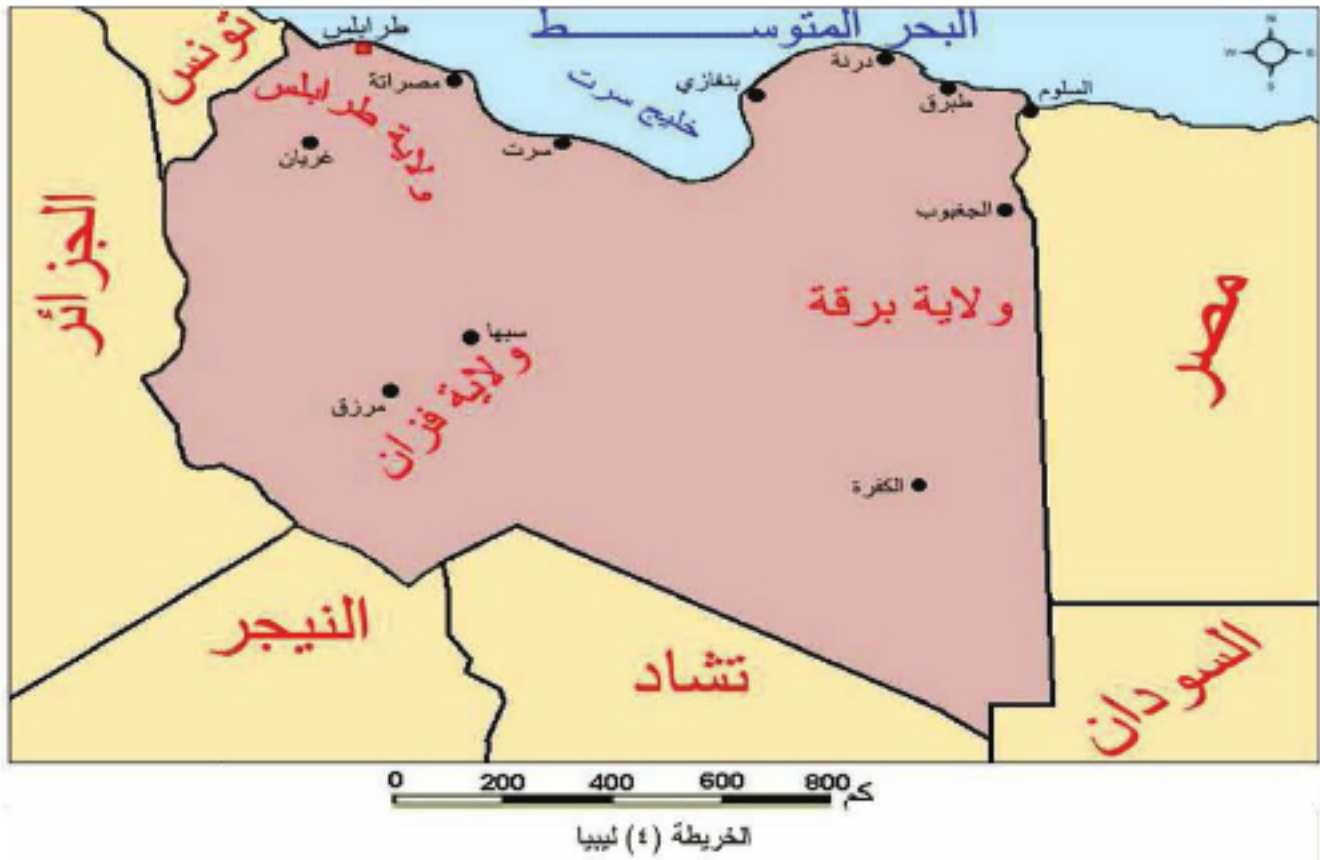 البحر المتوســـــــــــط
طرابلس
تونس
درنة
السلوم
طبرق
بنغازي
مصراتة
خليج سرت
ولاية طرابلس
غريان
سرت
الجغبوب
الجزائر
ولاية برقة
مصر
سبها
ولاية فزان
مرزق
الكفرة
النيجر
تشاد
السودان
N
W
S
0 200 400 600 800 كم
الخريطة (٤) ليبيا